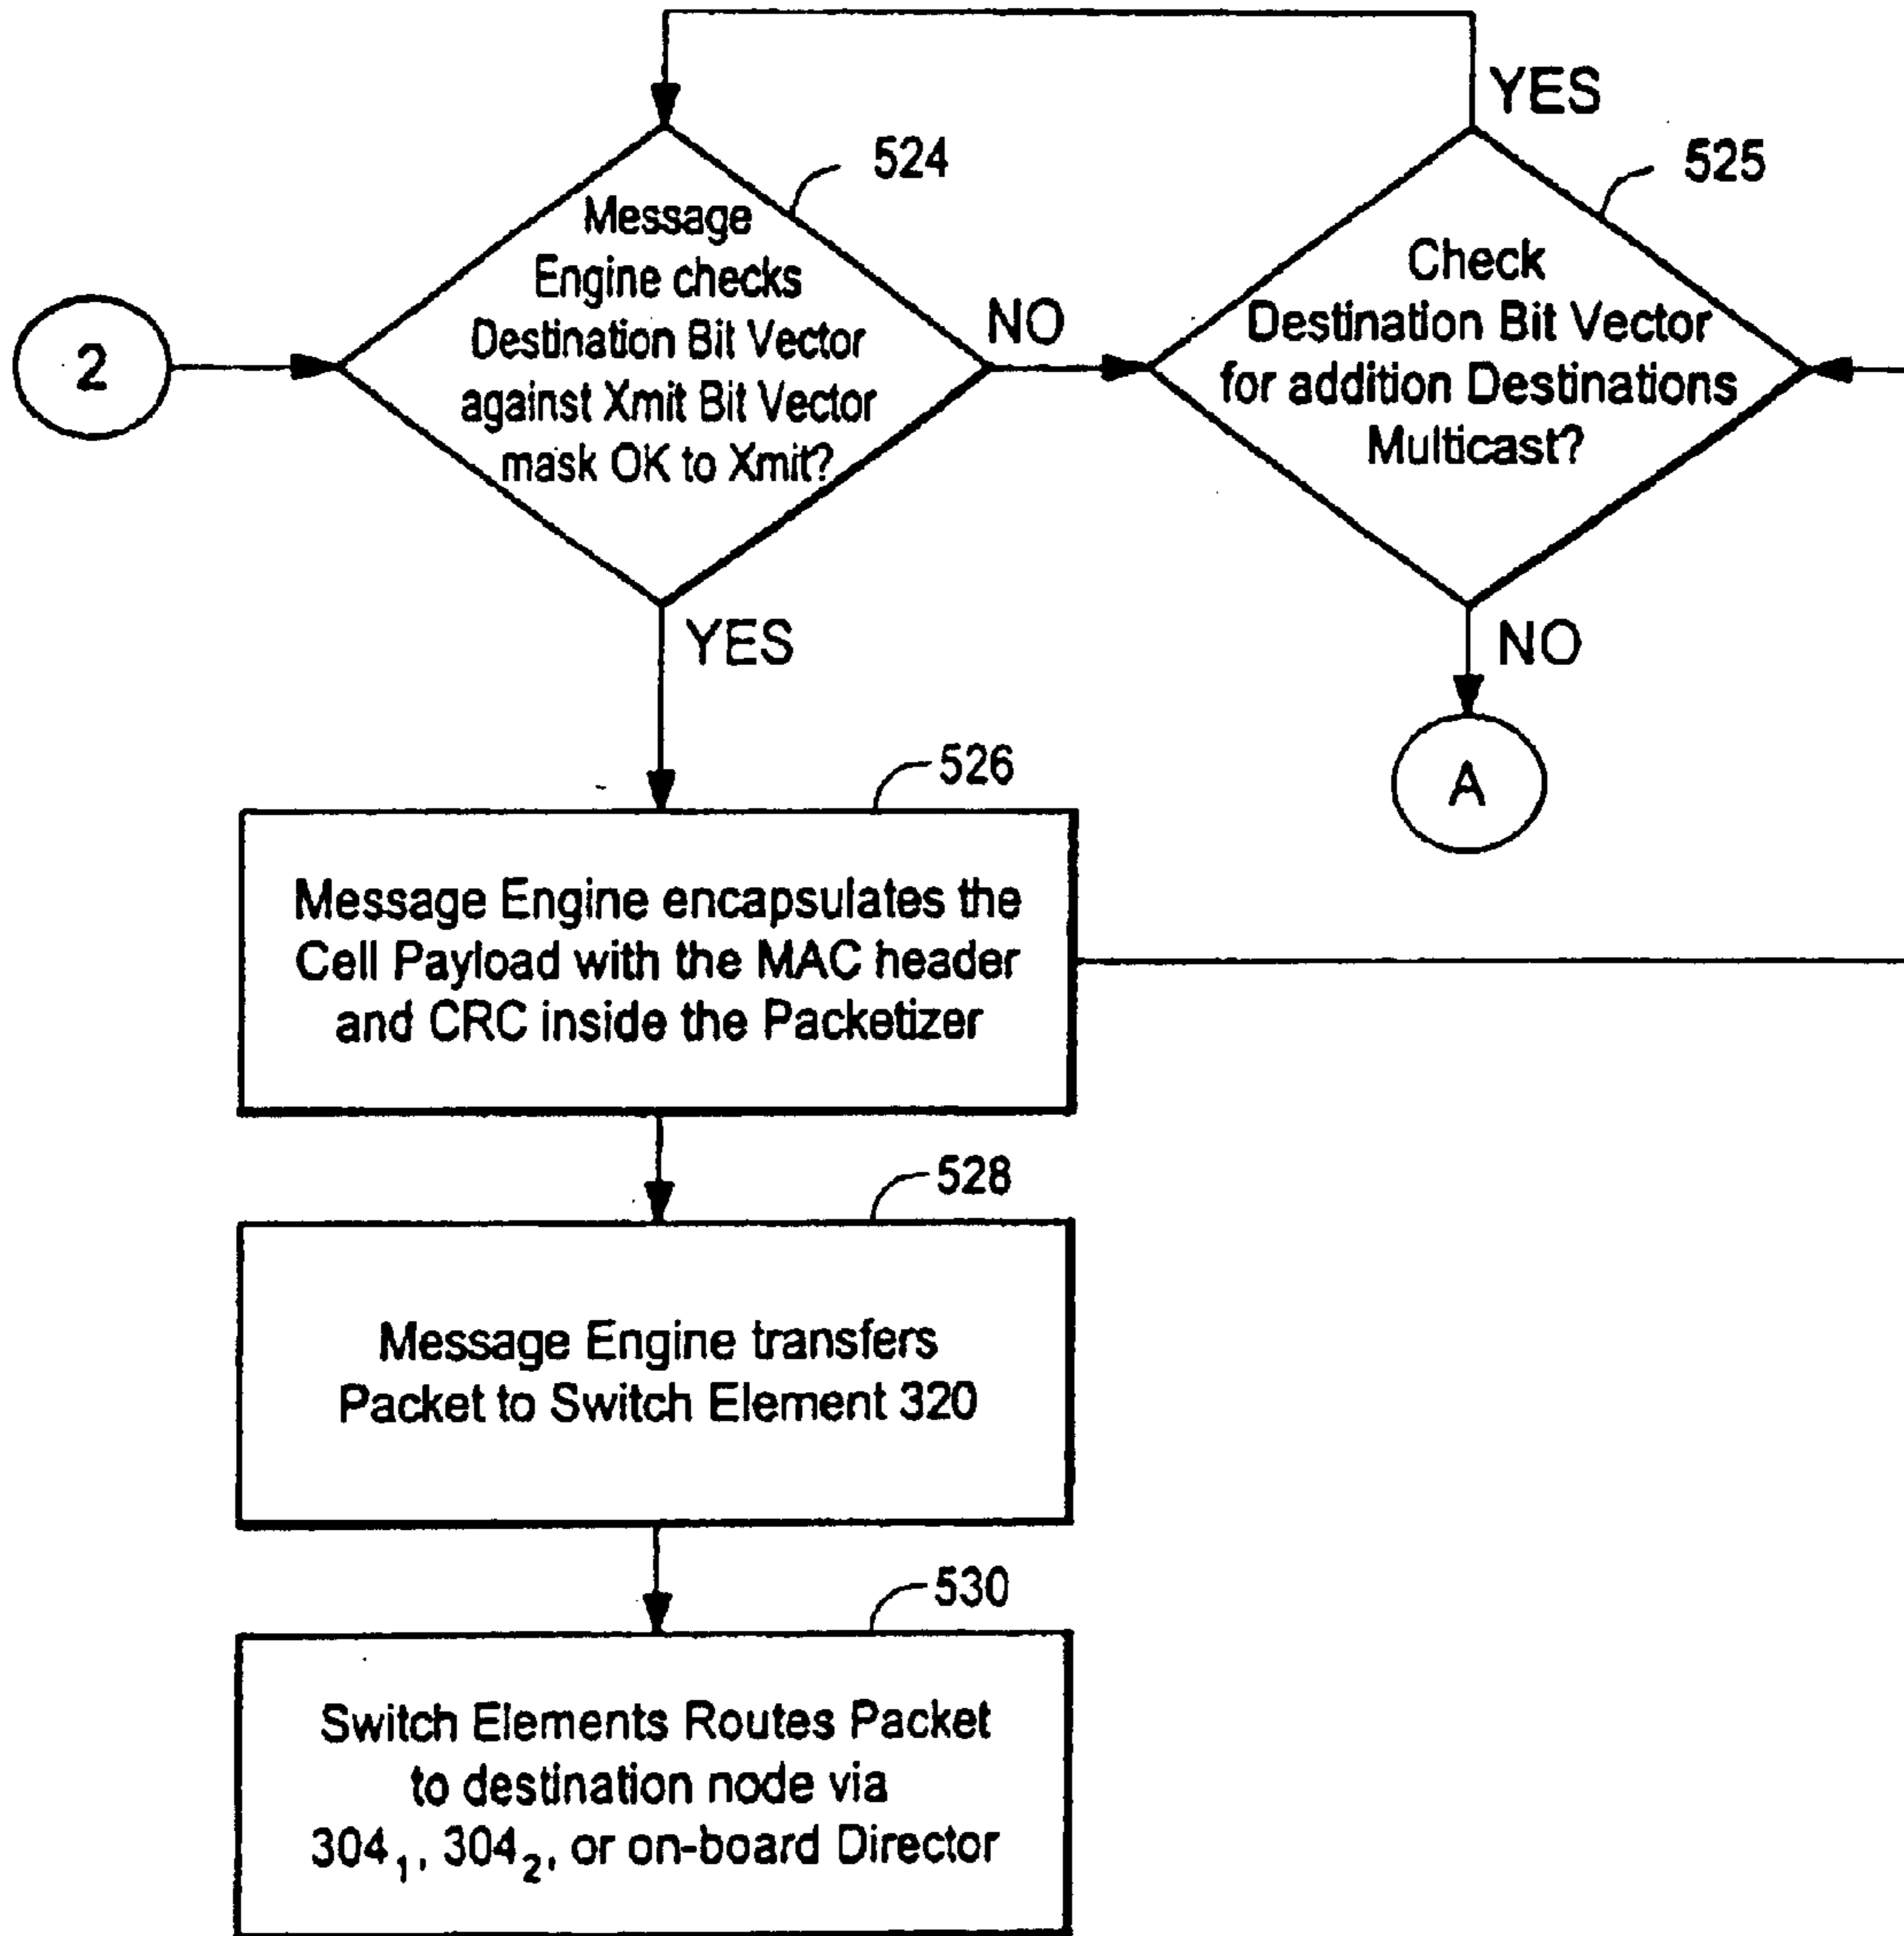 YES
524
525
Message
Engine checks
Destination Bit Vector
against Xmit Bit Vector
mask OK to Xmit?
Check
Destination Bit Vector
for addition Destinations
Multicast?
2
NO
YES
NO
A
526
Message Engine encapsulates the
Cell Payload with the MAC header
and CRC inside the Packetizer
528
Message Engine transfers
Packet to Switch Element 320
530
Switch Elements Routes Packet
to destination node via
304₁, 304₂, or on-board Director